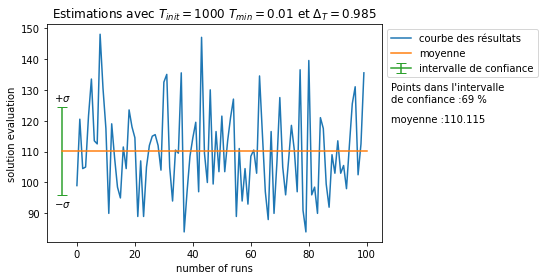 Estimations avec $T_{init} = 1000$ $T_{min} = 0.01$ et $\Delta_T = 0.985$
solution evaluation
150
140
130
120
110
100
90
+σ
−σ
0
20
40
60
80
100
number of runs
courbe des résultats
moyenne
intervalle de confiance
Points dans l'intervalle
de confiance :69 %
moyenne :110.115